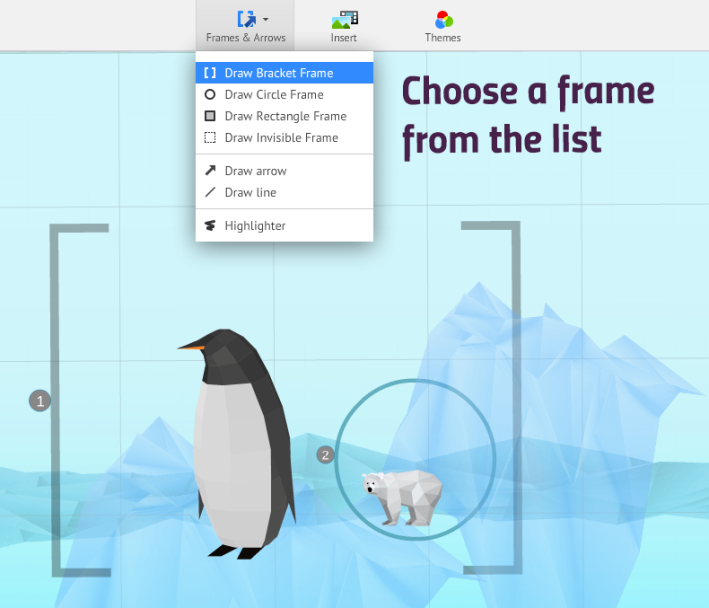 Frames & Arrows
Insert
Themes
Draw Bracket Frame
Draw Circle Frame
Draw Rectangle Frame
Draw Invisible Frame
Draw arrow
Draw line
Highlighter
Choose a frame
from the list
1
2